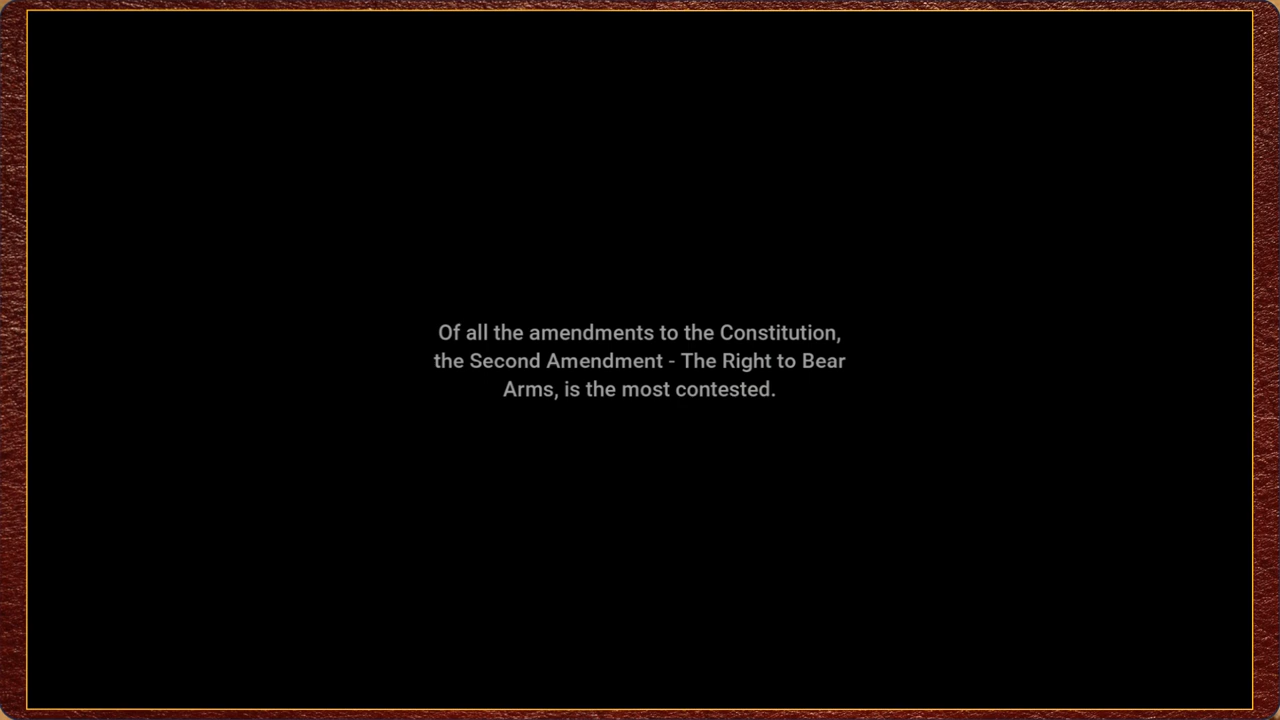 Of all the amendments to the Constitution,
the Second Amendment - The Right to Bear
Arms, is the most contested.